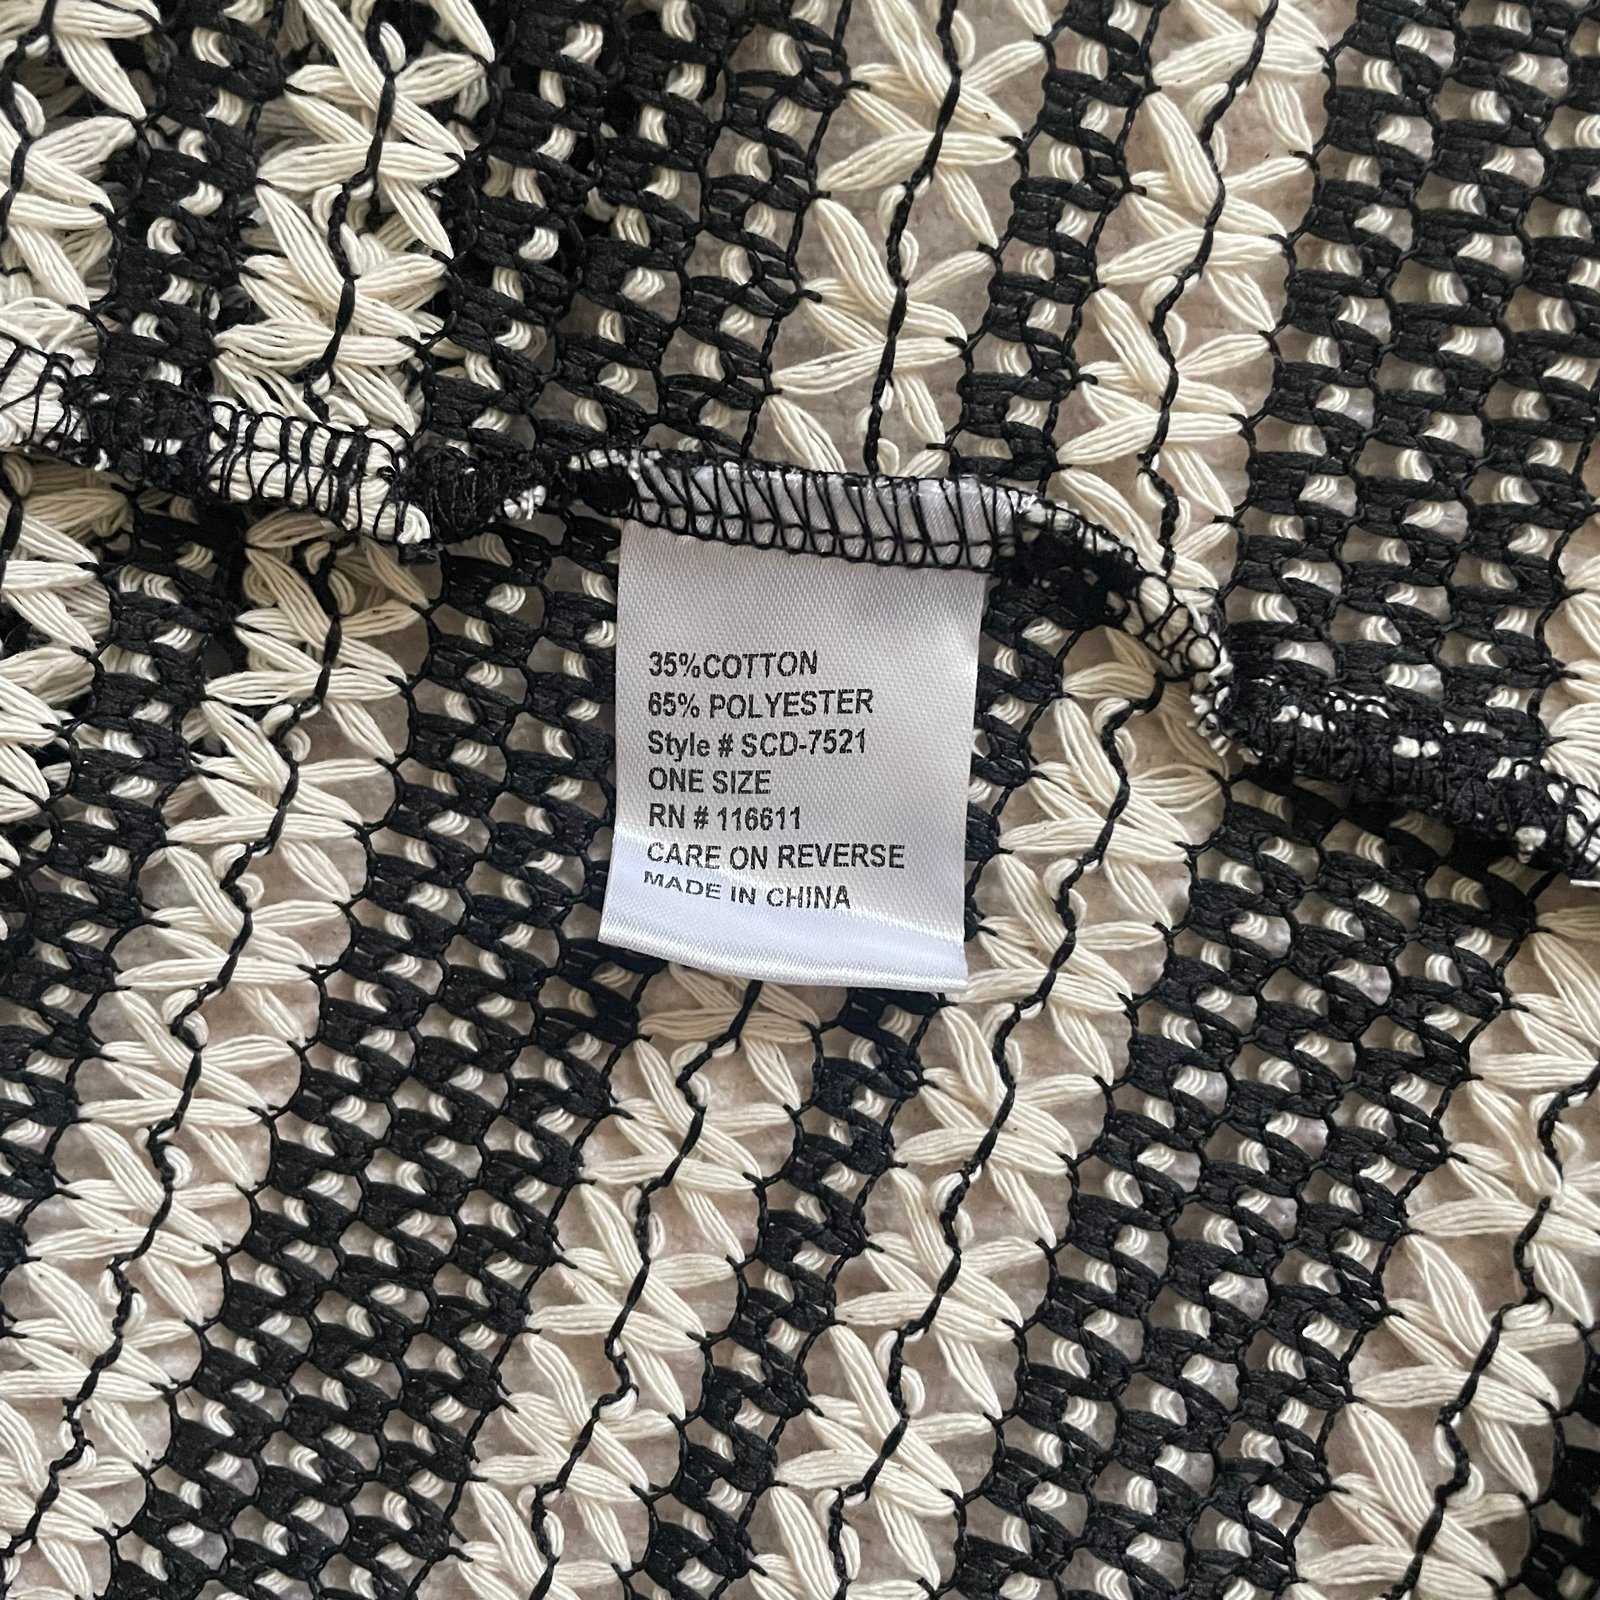 35%COTTON
65% POLYESTER
Style # SCD-7521
ONE SIZE
RN # 116611
CARE ON REVERSE
MADE IN CHINA